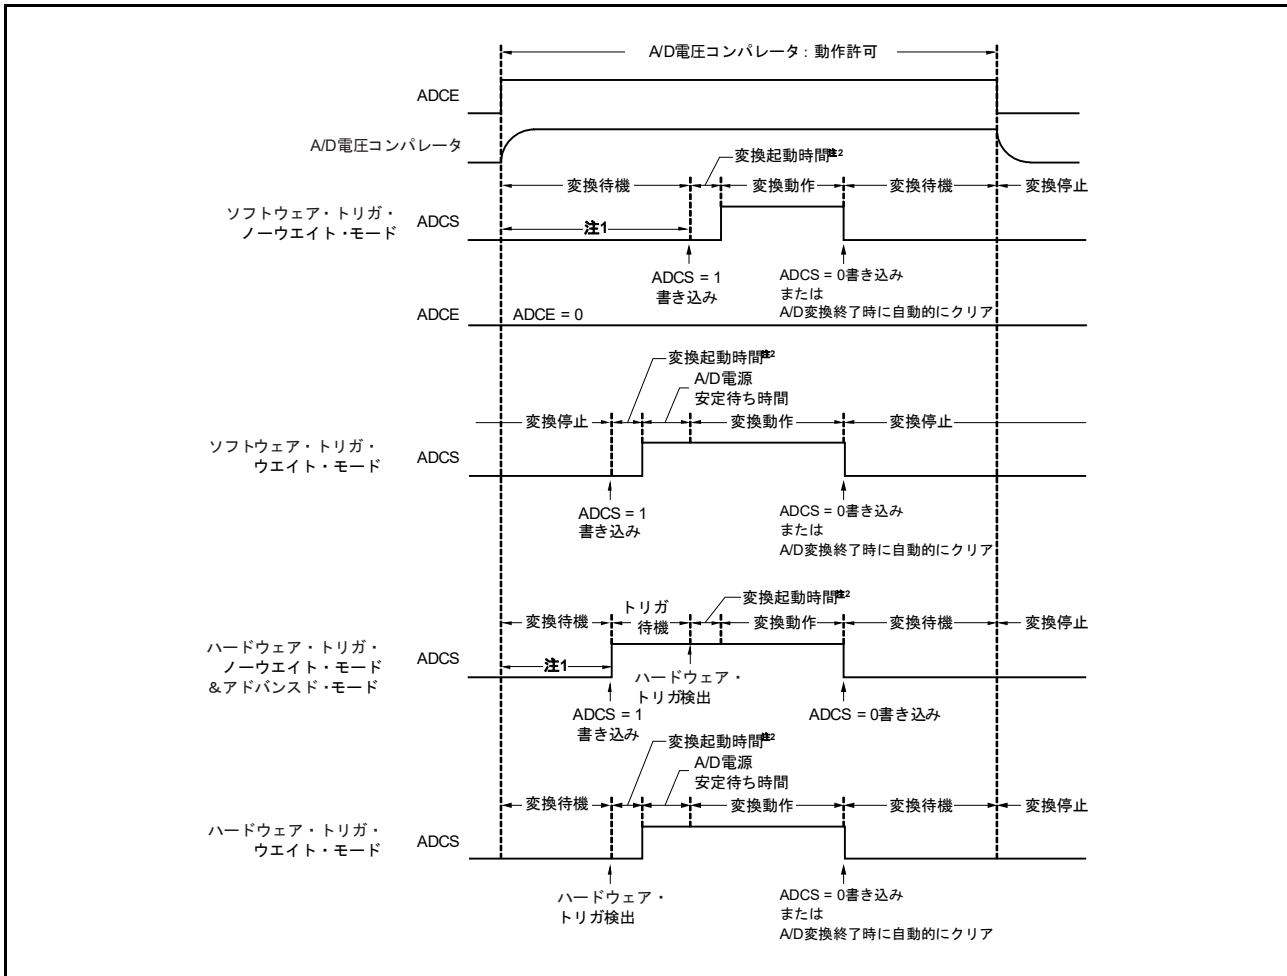 A/D電圧コンパレータ：動作許可
ADCE
A/D電圧コンパレータ
変換起動時間注2
変換待機
変換動作
変換待機
変換停止
ソフトウェア・トリガ・
ノーウエイト・モード
ADCS
注1
ADCS = 1
書き込み
ADCS = 0書き込み
または
A/D変換終了時に自動的にクリア
ADCE
ADCE = 0
変換起動時間注2
A/D電源
安定待ち時間
変換停止
変換動作
変換停止
ソフトウェア・トリガ・
ウエイト・モード
ADCS
ADCS = 1
書き込み
ADCS = 0書き込み
または
A/D変換終了時に自動的にクリア
変換起動時間注2
変換待機
トリガ
待機
変換動作
変換待機
変換停止
ハードウェア・トリガ・
ノーウエイト・モード
＆アドバンスド・モード
ADCS
注1
ハードウェア・
トリガ検出
ADCS = 1
書き込み
ADCS = 0書き込み
変換起動時間注2
A/D電源
安定待ち時間
変換待機
変換動作
変換待機
変換停止
ハードウェア・トリガ・
ウエイト・モード
ADCS
ハードウェア・
トリガ検出
ADCS = 0書き込み
または
A/D変換終了時に自動的にクリア